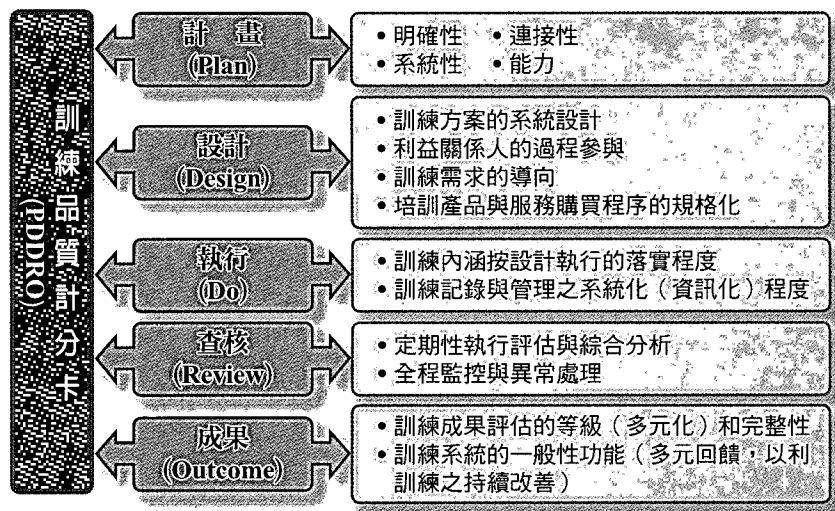 訓練品質計分卡
(PDDRO)
計 畫
(Plan)
• 明確性 • 連接性
• 系統性 • 能力
設計
(Design)
• 訓練方案的系統設計
• 利益關係人的過程參與
• 訓練需求的導向
• 培訓產品與服務購買程序的規格化
執行
(Do)
• 訓練內涵按設計執行的落實程度
• 訓練記錄與管理之系統化(資訊化)程度
查核
(Review)
• 定期性執行評估與綜合分析
• 全程監控與異常處理
成果
(Outcome)
• 訓練成果評估的等級(多元化)和完整性
• 訓練系統的一般性功能(多元回饋,以利
訓練之持續改善)